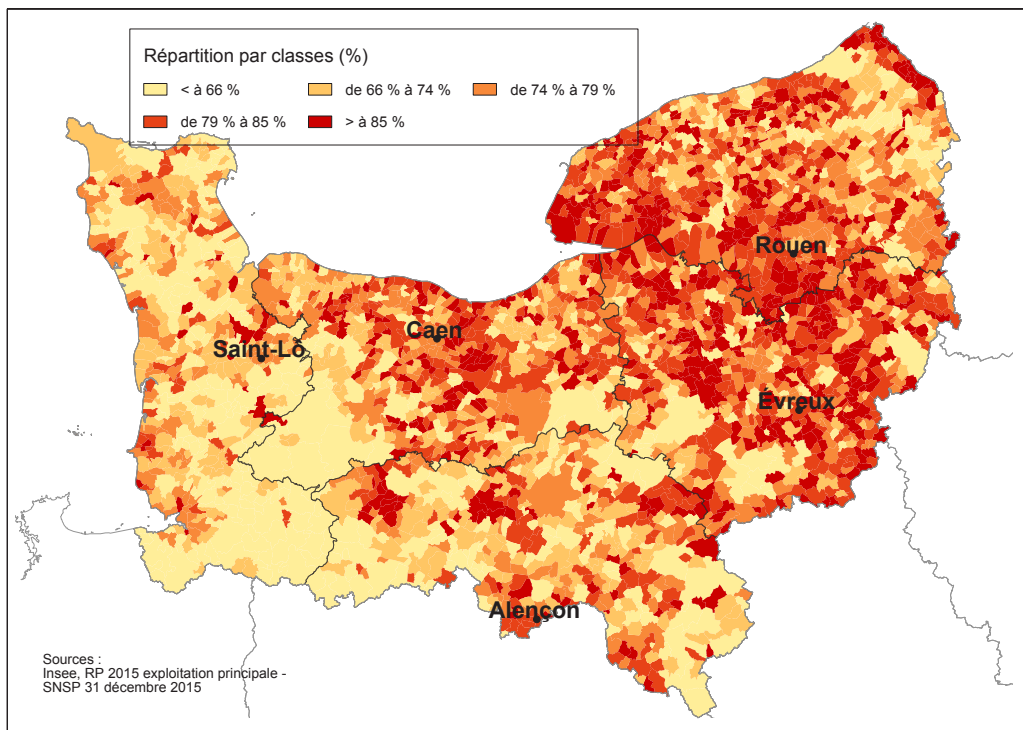 Répartition par classes (%)
< à 66 %
de 66 % à 74 %
de 74 % à 79 %
de 79 % à 85 %
> à 85 %
Rouen
Caen
Saint-Lô
Évreux
Alençon
Sources :
Insee, RP 2015 exploitation principale -
SNSP 31 décembre 2015